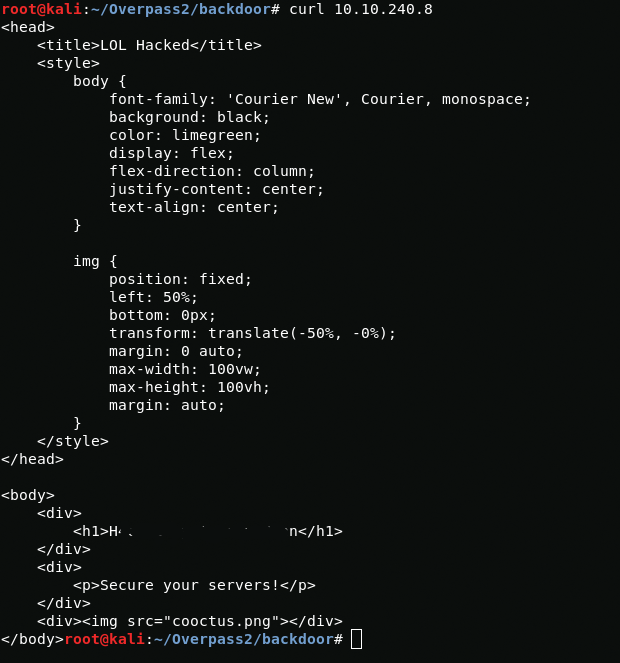 root@kali:~/Overpass2/backdoor# curl 10.10.240.8
<head>
    <title>LOL Hacked</title>
    <style>
        body {
            font-family: 'Courier New', Courier, monospace;
            background: black;
            color: limegreen;
            display: flex;
            flex-direction: column;
            justify-content: center;
            text-align: center;
        }

        img {
            position: fixed;
            left: 50%;
            bottom: 0px;
            transform: translate(-50%, -0%);
            margin: 0 auto;
            max-width: 100vw;
            max-height: 100vh;
            margin: auto;
        }
    </style>
</head>

<body>
    <div>
        <h1> </h1>
    </div>
    <div>
        <p>Secure your servers!</p>
    </div>
    <div><img src="cooctus.png"></div>
</body>root@kali:~/Overpass2/backdoor#